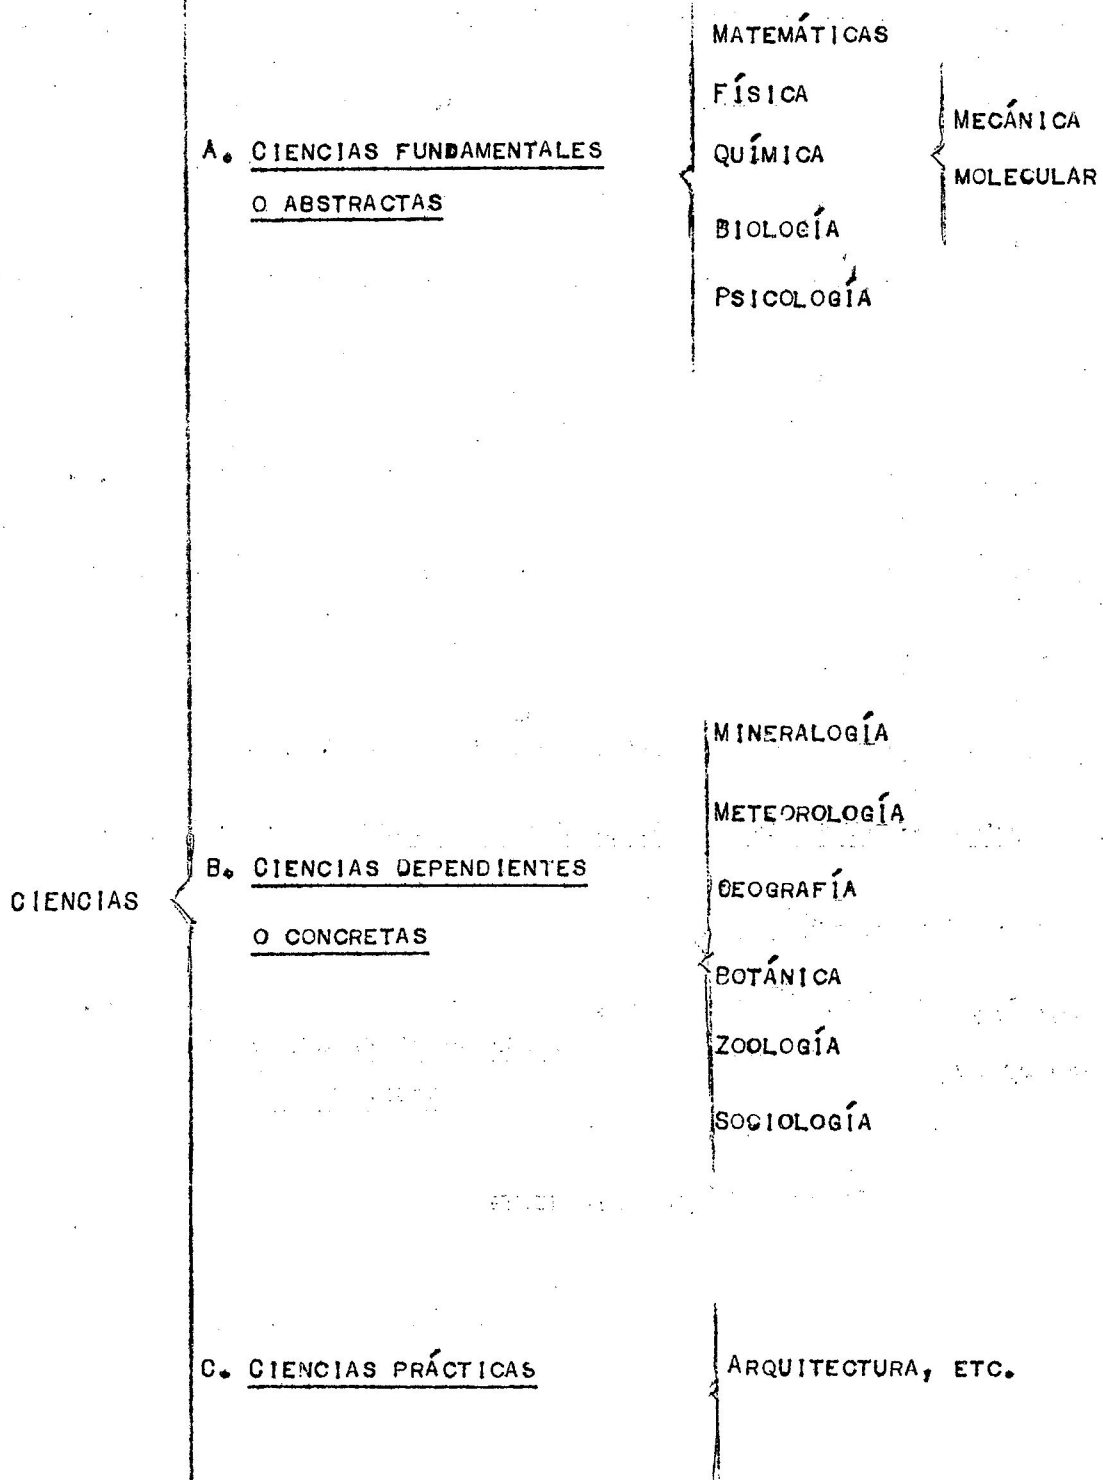 CIENCIAS
A. CIENCIAS FUNDAMENTALES
O ABSTRACTAS
MATEMÁTICAS
FÍSICA
QUÍMICA
BIOLOGÍA
PSICOLOGÍA
MECÁNICA
MOLECULAR
B. CIENCIAS DEPENDIENTES
O CONCRETAS
MINERALOGÍA
METEOROLOGÍA
GEOGRAFÍA
BOTÁNICA
ZOOLOGÍA
SOCIOLOGÍA
C. CIENCIAS PRÁCTICAS
ARQUITECTURA, ETC.